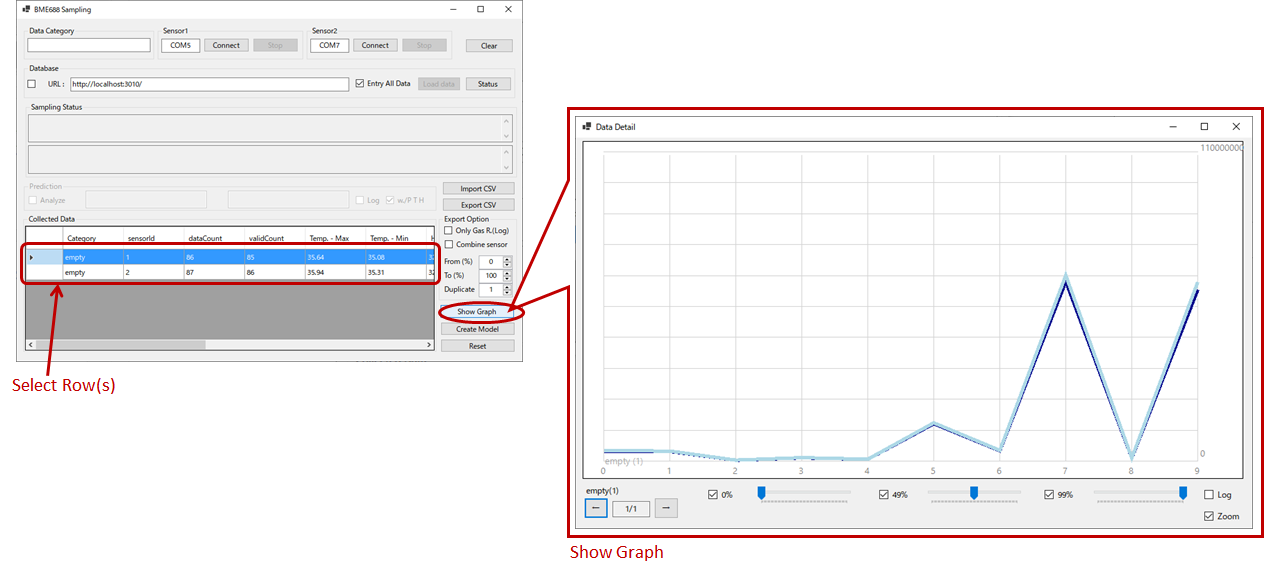 BME688 Sampling
Data Category
Sensor1
COM5 Connect Stop
Sensor2
COM7 Connect Stop
Clear
Database
URL : http://localhost:3010/ Entry All Data Load data Status
Sampling Status
Prediction
Analyze Log w./P T H
Import CSV
Export CSV
Collected Data
Category sensorId dataCount validCount Temp. - Max Temp. - Min H
empty 1 86 85 35.64 35.08 32
empty 2 87 86 35.94 35.31 32
Export Option
Only Gas R.(Log)
Combine sensor
From (%) 0
To (%) 100
Duplicate 1
Show Graph
Create Model
Reset
Select Row(s)
Data Detail
110000000
0
empty (1)
0 1 2 3 4 5 6 7 8 9
empty(1)
← 1/1 →
0% 49% 99%
Log
Zoom
Show Graph